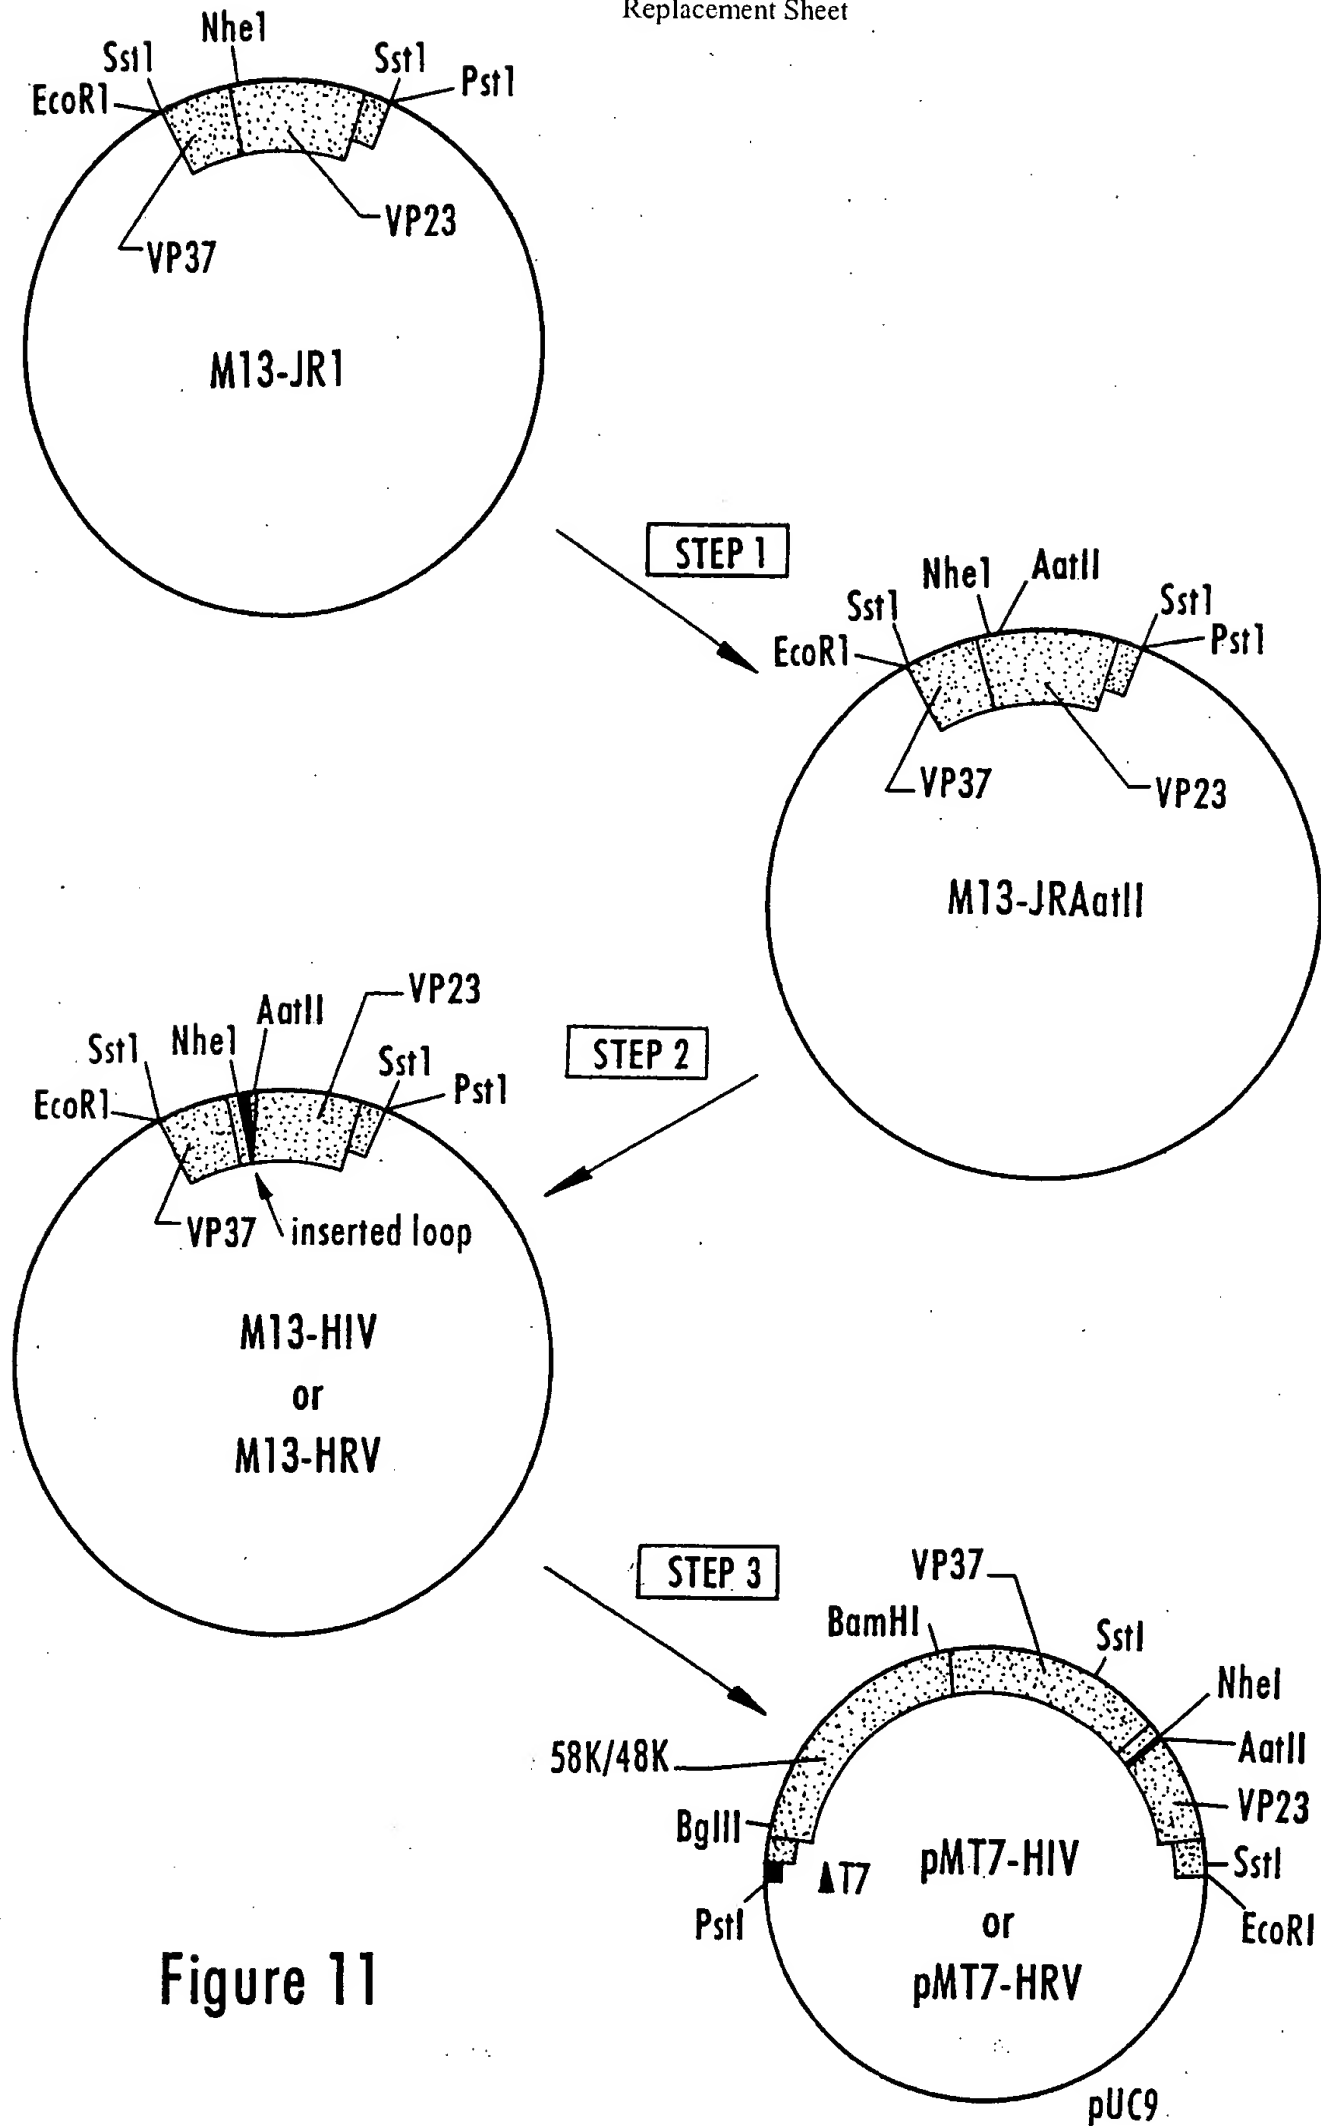 Replacement Sheet
Nhe1
Sst1
Sst1
EcoR1
Pst1
VP23
VP37
M13-JR1
STEP 1
Nhe1
AatII
Sst1
Sst1
EcoR1
Pst1
VP37
VP23
M13-JRAatII
VP23
AatII
Nhe1
Sst1
Sst1
EcoR1
Pst1
STEP 2
VP37
inserted loop
M13-HIV
or
M13-HRV
STEP 3
VP37
BamHI
SstI
NheI
AatII
58K/48K
VP23
BglII
SstI
PstI
▲T7
EcoRI
pMT7-HIV
or
pMT7-HRV
pUC9
Figure 11